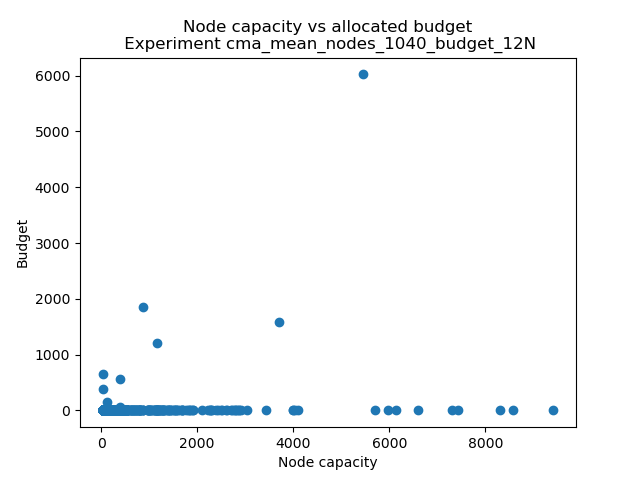 Node capacity vs allocated budget
Experiment cma_mean_nodes_1040_budget_12N
6000
5000
4000
3000
2000
1000
0
Budget
0 2000 4000 6000 8000
Node capacity